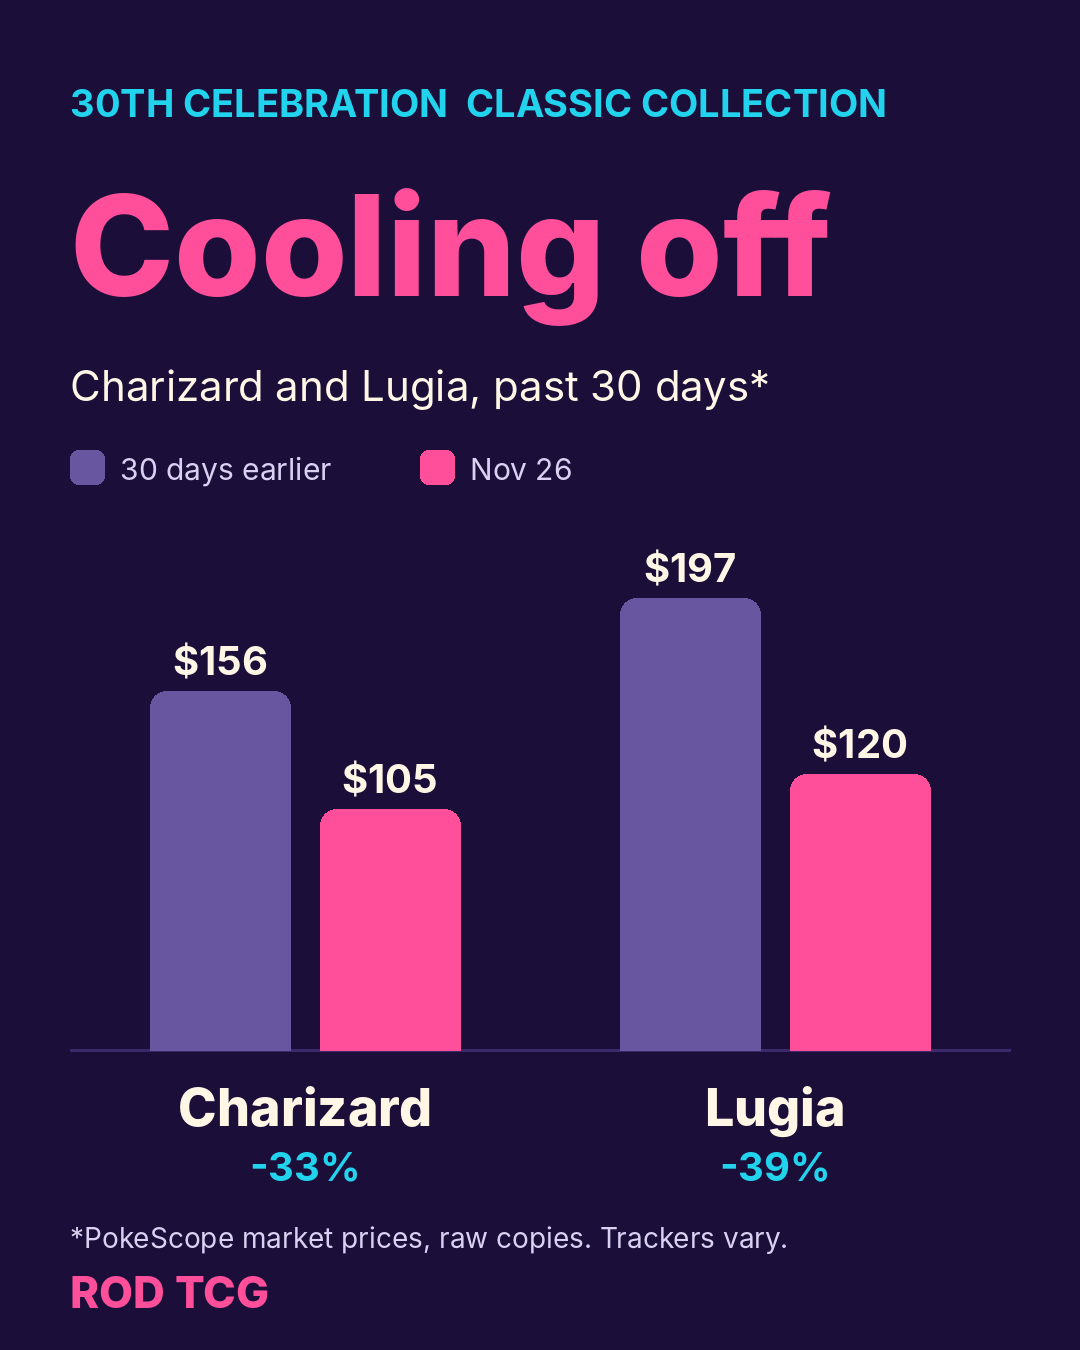 30TH CELEBRATION CLASSIC COLLECTION
Cooling off
Charizard and Lugia, past 30 days*
30 days earlier Nov 26
$197
$156
$120
$105
Charizard Lugia
-33% -39%
*PokeScope market prices, raw copies. Trackers vary.
ROD TCG